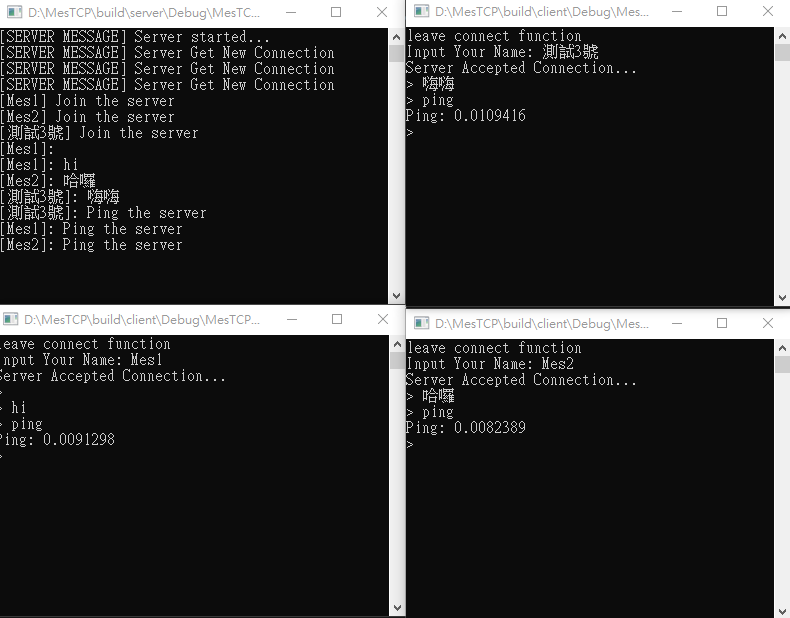 D:\MesTCP\build\server\Debug\MesTC...
[SERVER MESSAGE] Server started...
[SERVER MESSAGE] Server Get New Connection
[SERVER MESSAGE] Server Get New Connection
[SERVER MESSAGE] Server Get New Connection
[Mes1] Join the server
[Mes2] Join the server
[測試3號] Join the server
[Mes1]:
[Mes1]: hi
[Mes2]: 哈囉
[測試3號]: 嗨嗨
[測試3號]: Ping the server
[Mes1]: Ping the server
[Mes2]: Ping the server
D:\MesTCP\build\client\Debug\Mes...
leave connect function
Input Your Name: 測試3號
Server Accepted Connection...
> 嗨嗨
> ping
Ping: 0.0109416
>
D:\MesTCP\build\client\Debug\MesTCP...
leave connect function
Input Your Name: Mes1
Server Accepted Connection...
>
> hi
> ping
Ping: 0.0091298
>
D:\MesTCP\build\client\Debug\Mes...
leave connect function
Input Your Name: Mes2
Server Accepted Connection...
> 哈囉
> ping
Ping: 0.0082389
>